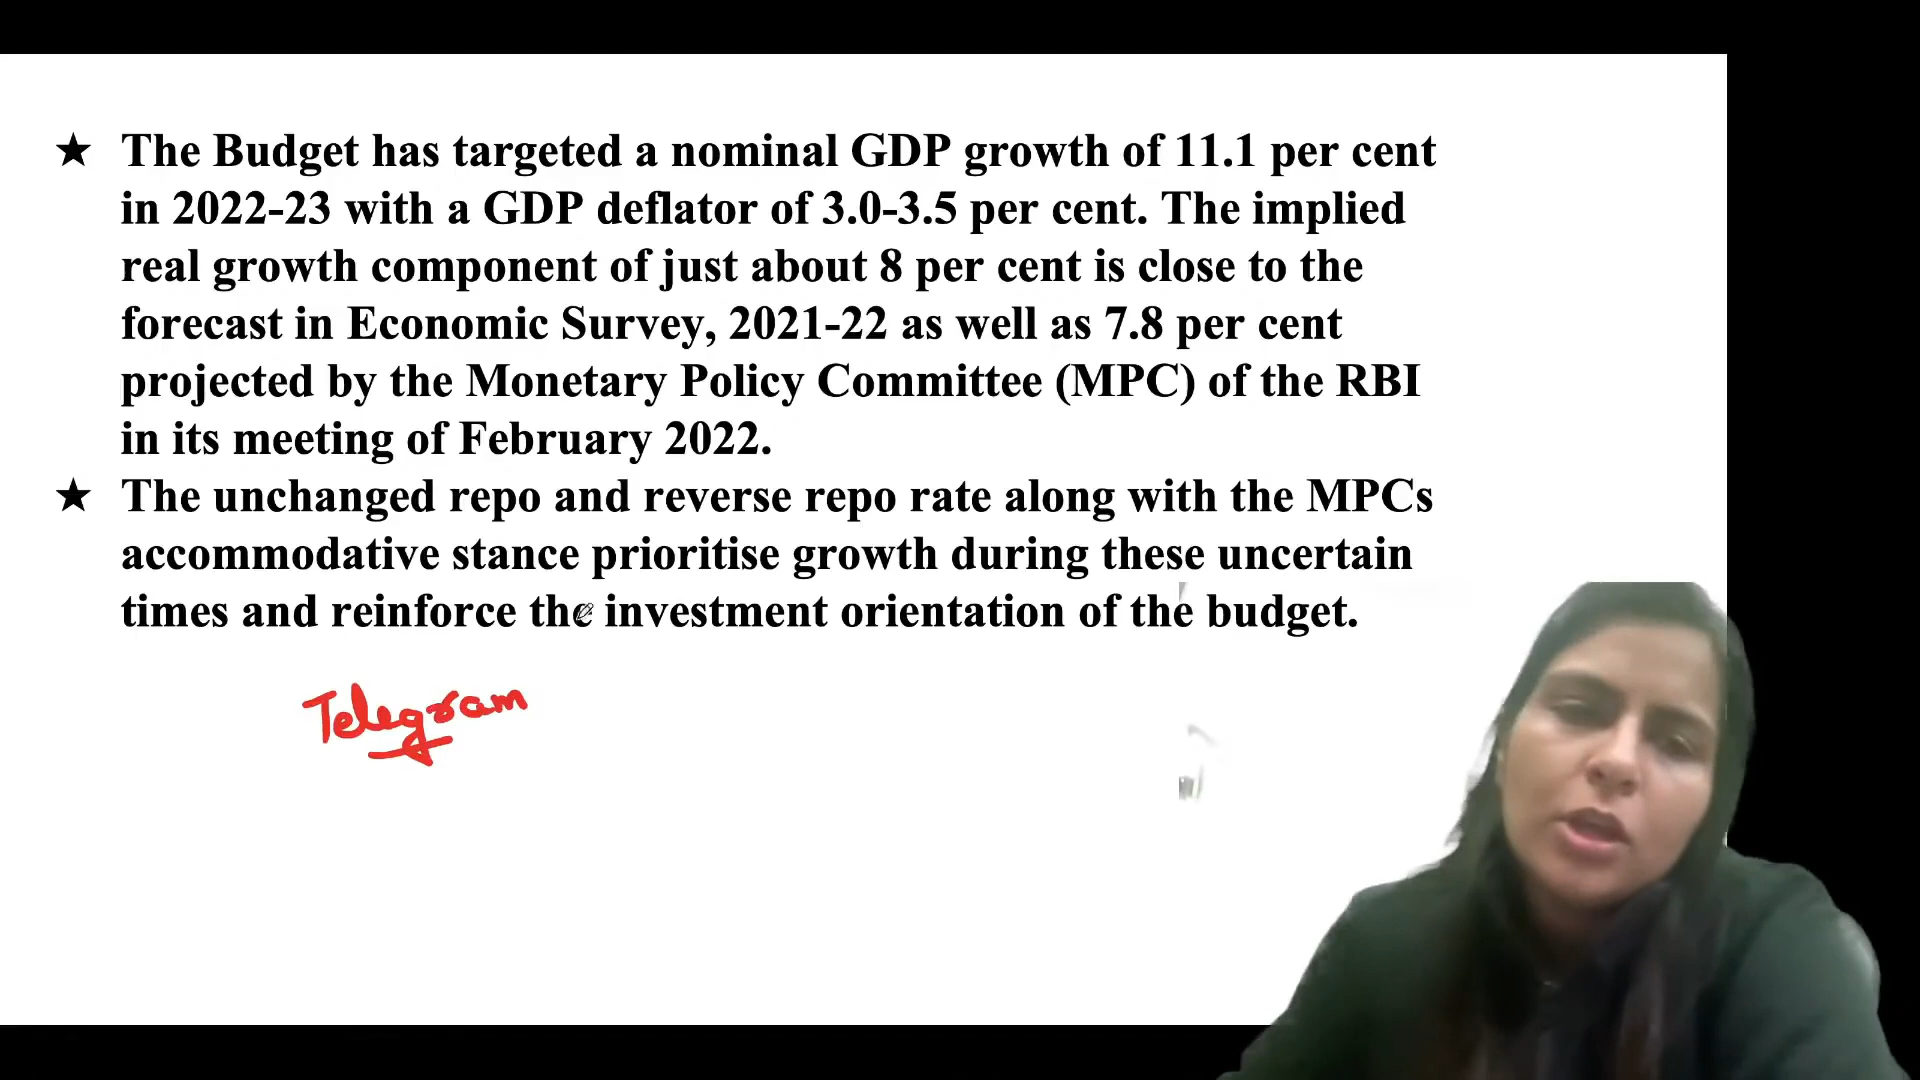 ★ The Budget has targeted a nominal GDP growth of 11.1 per cent
in 2022-23 with a GDP deflator of 3.0-3.5 per cent. The implied
real growth component of just about 8 per cent is close to the
forecast in Economic Survey, 2021-22 as well as 7.8 per cent
projected by the Monetary Policy Committee (MPC) of the RBI
in its meeting of February 2022.
★ The unchanged repo and reverse repo rate along with the MPCs
accommodative stance prioritise growth during these uncertain
times and reinforce the investment orientation of the budget.
Telegram